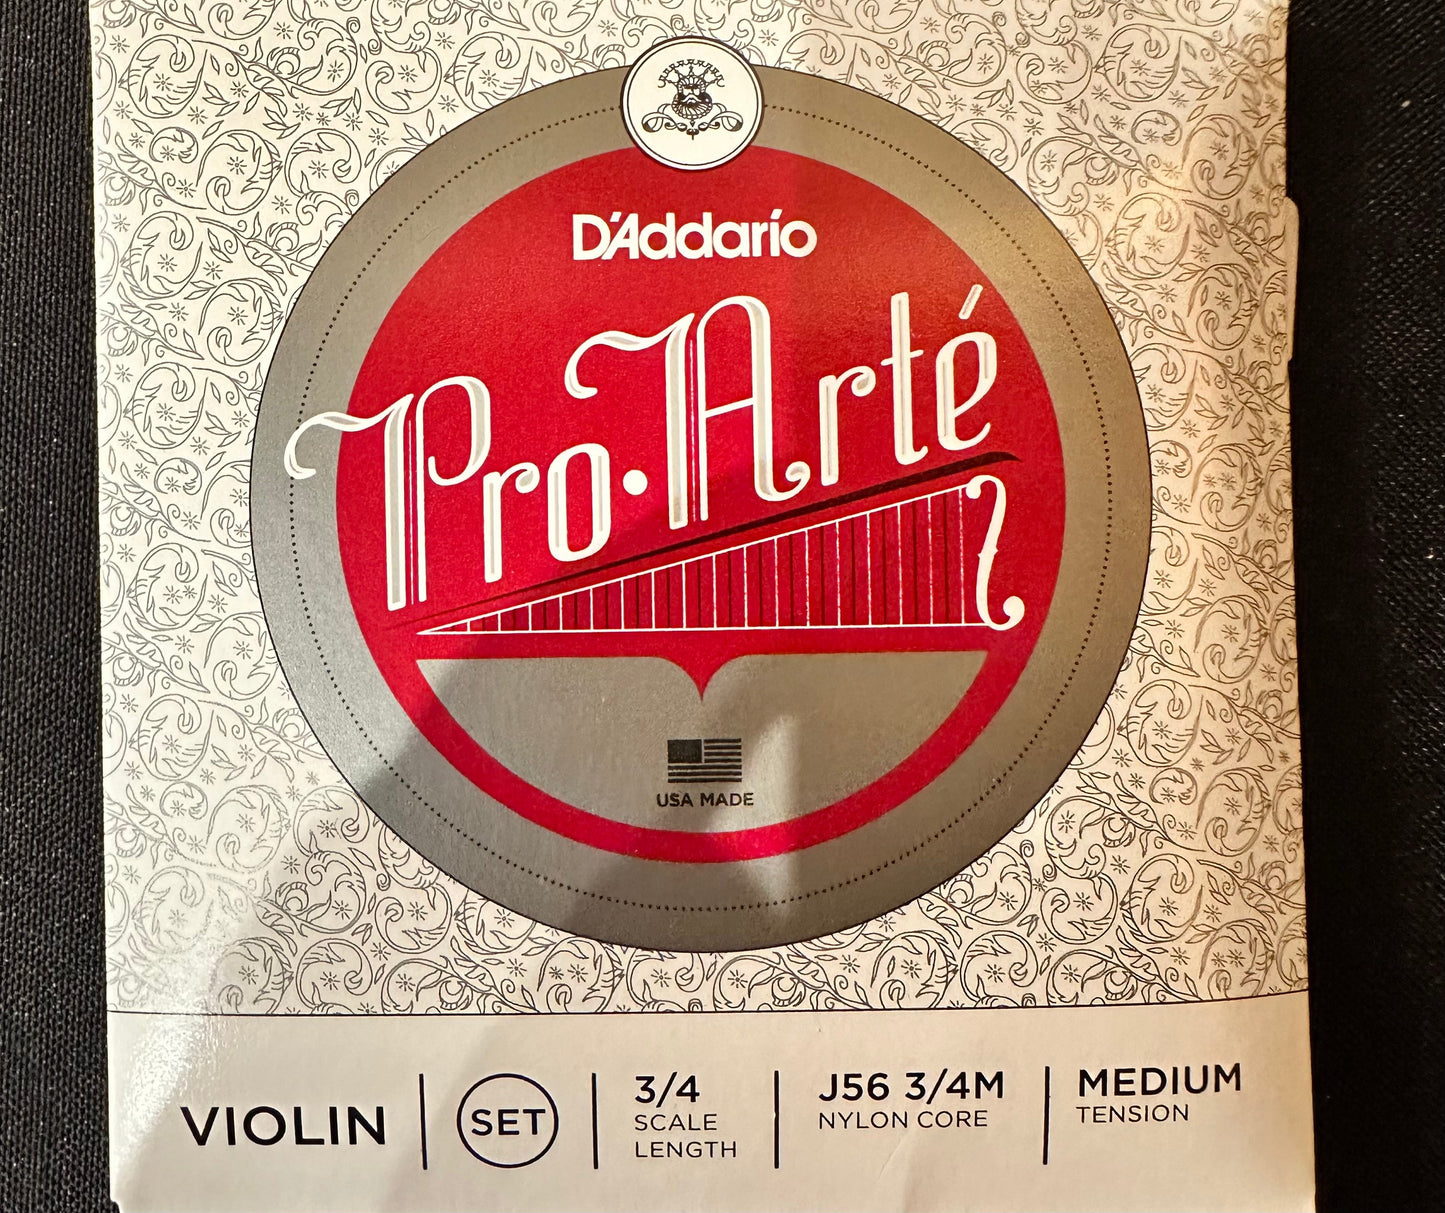 D'Addario
Pro·Arté
USA MADE
VIOLIN
SET
3/4
SCALE
LENGTH
J56 3/4M
NYLON CORE
MEDIUM
TENSION